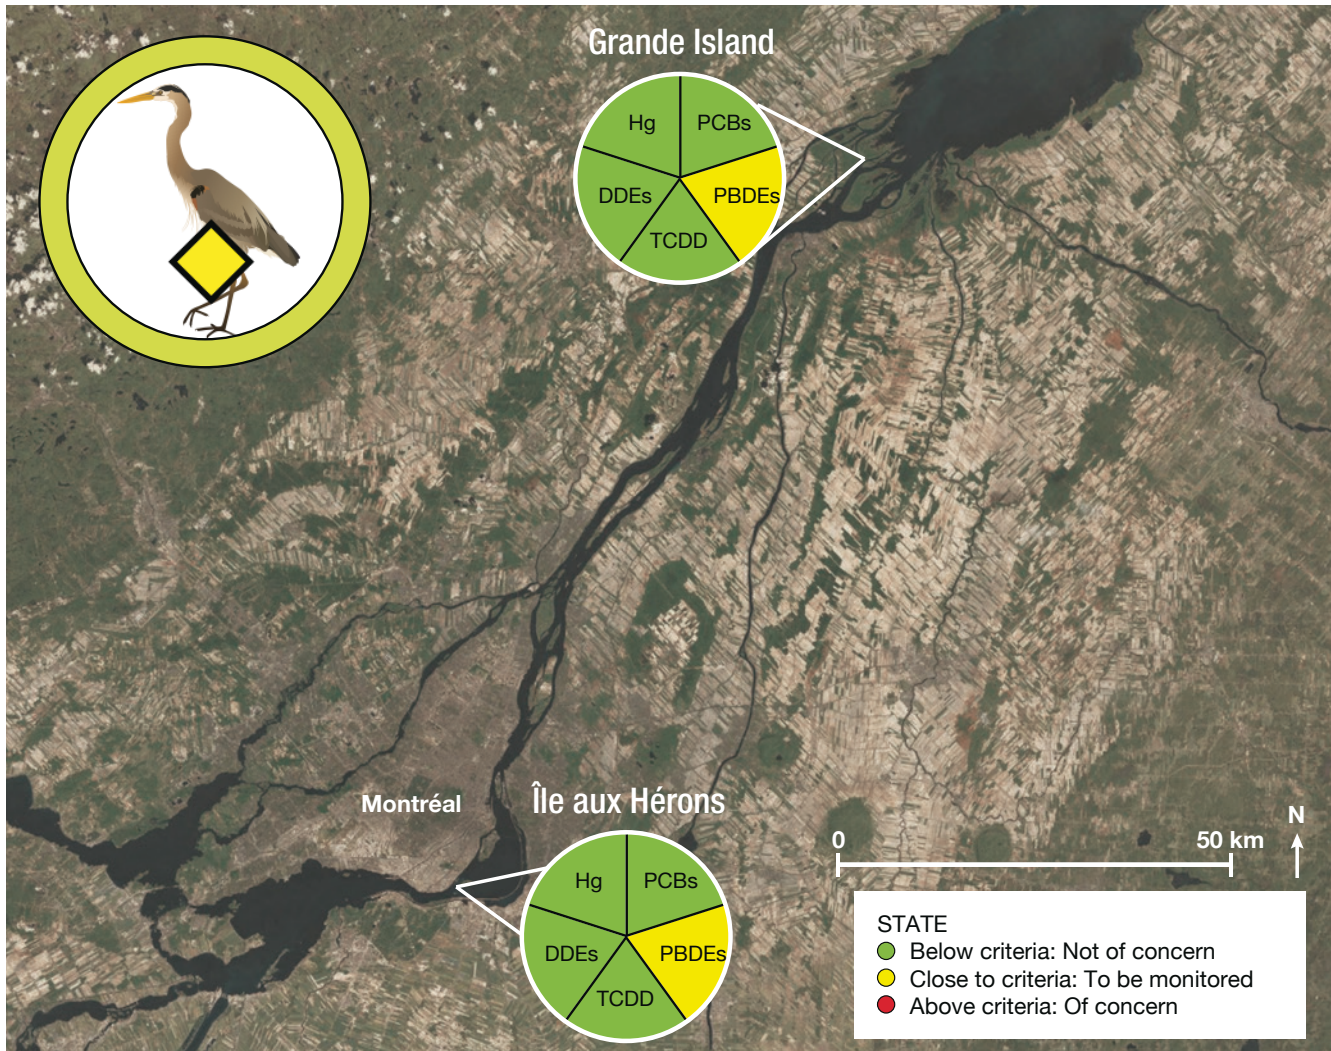 Grande Island
Hg
PCBs
DDEs
PBDEs
TCDD
Montréal
Île aux Hérons
Hg
PCBs
DDEs
PBDEs
TCDD
0
50 km
N
STATE
Below criteria: Not of concern
Close to criteria: To be monitored
Above criteria: Of concern